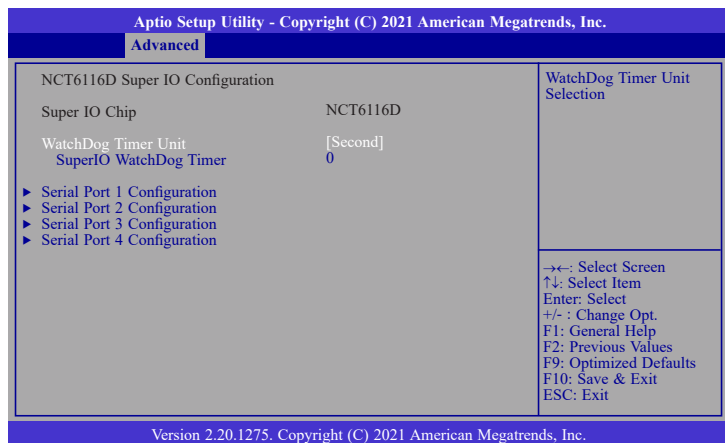 Aptio Setup Utility - Copyright (C) 2021 American Megatrends, Inc.
Advanced
NCT6116D Super IO Configuration
Super IO Chip NCT6116D
WatchDog Timer Unit [Second]
SuperIO WatchDog Timer 0
► Serial Port 1 Configuration
► Serial Port 2 Configuration
► Serial Port 3 Configuration
► Serial Port 4 Configuration
WatchDog Timer Unit
Selection
→←: Select Screen
↑↓: Select Item
Enter: Select
+/- : Change Opt.
F1: General Help
F2: Previous Values
F9: Optimized Defaults
F10: Save & Exit
ESC: Exit
Version 2.20.1275. Copyright (C) 2021 American Megatrends, Inc.